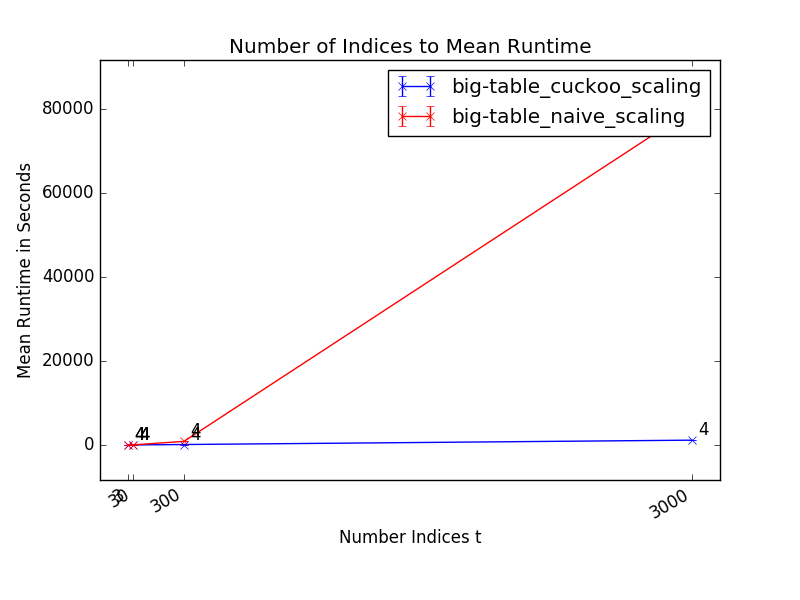 Number of Indices to Mean Runtime
big-table_cuckoo_scaling
big-table_naive_scaling
80000
60000
40000
20000
0
Mean Runtime in Seconds
4
4
4
4
4
3
30
300
3000
Number Indices t